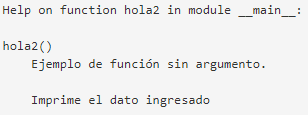 Help on function hola2 in module __main__:

hola2()
    Ejemplo de función sin argumento.

    Imprime el dato ingresado